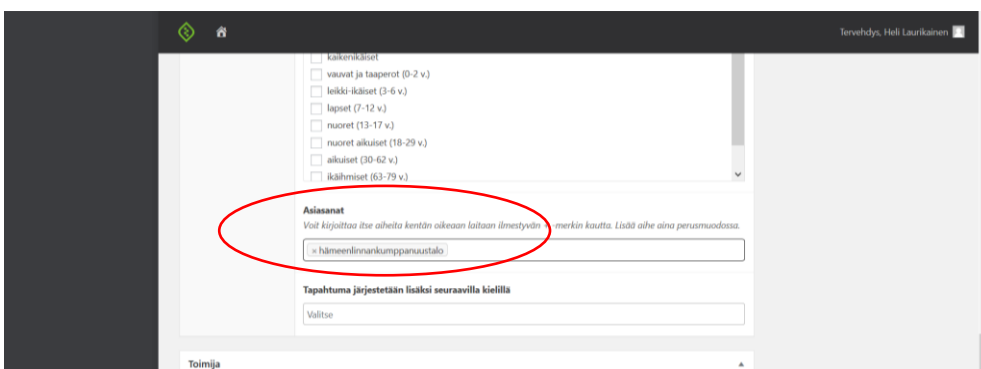 Tervehdys, Heli Laurikainen
kaikenikäiset
vauvat ja taaperot (0-2 v.)
leikki-ikäiset (3-6 v.)
lapset (7-12 v.)
nuoret (13-17 v.)
nuoret aikuiset (18-29 v.)
aikuiset (30-62 v.)
ikäihmiset (63-79 v.)
Asiasanat
Voit kirjoittaa itse aiheita kentän oikeaan laitaan ilmestyvän + -merkin kautta. Lisää aihe aina perusmuodossa.
× hämeenlinnankumppanuustalo
Tapahtuma järjestetään lisäksi seuraavilla kielillä
Valitse
Toimija